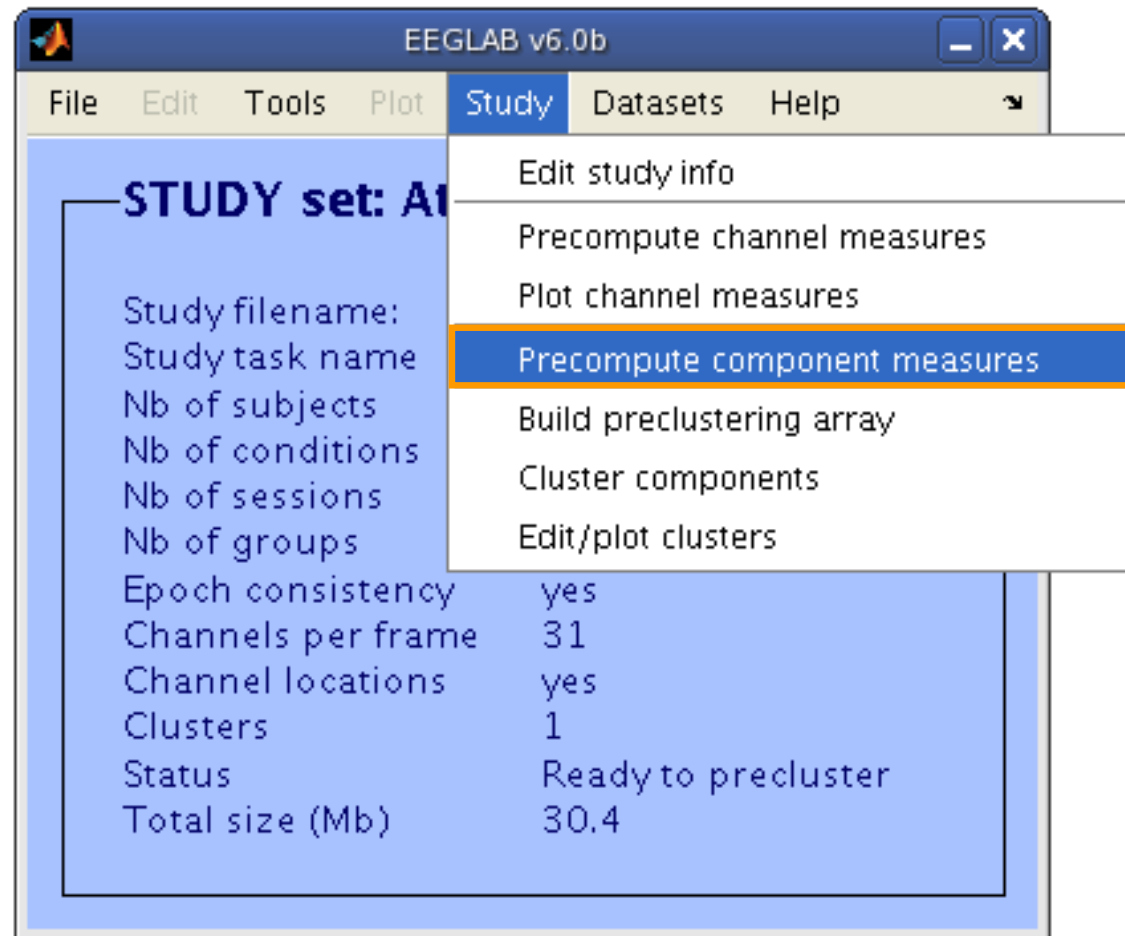 EEGLAB v6.0b
File Edit Tools Plot Study Datasets Help
Edit study info
STUDY set: At
Precompute channel measures
Plot channel measures
Precompute component measures
Build preclustering array
Cluster components
Edit/plot clusters
Study filename:
Study task name
Nb of subjects
Nb of conditions
Nb of sessions
Nb of groups
Epoch consistency yes
Channels per frame 31
Channel locations yes
Clusters 1
Status Ready to precluster
Total size (Mb) 30.4